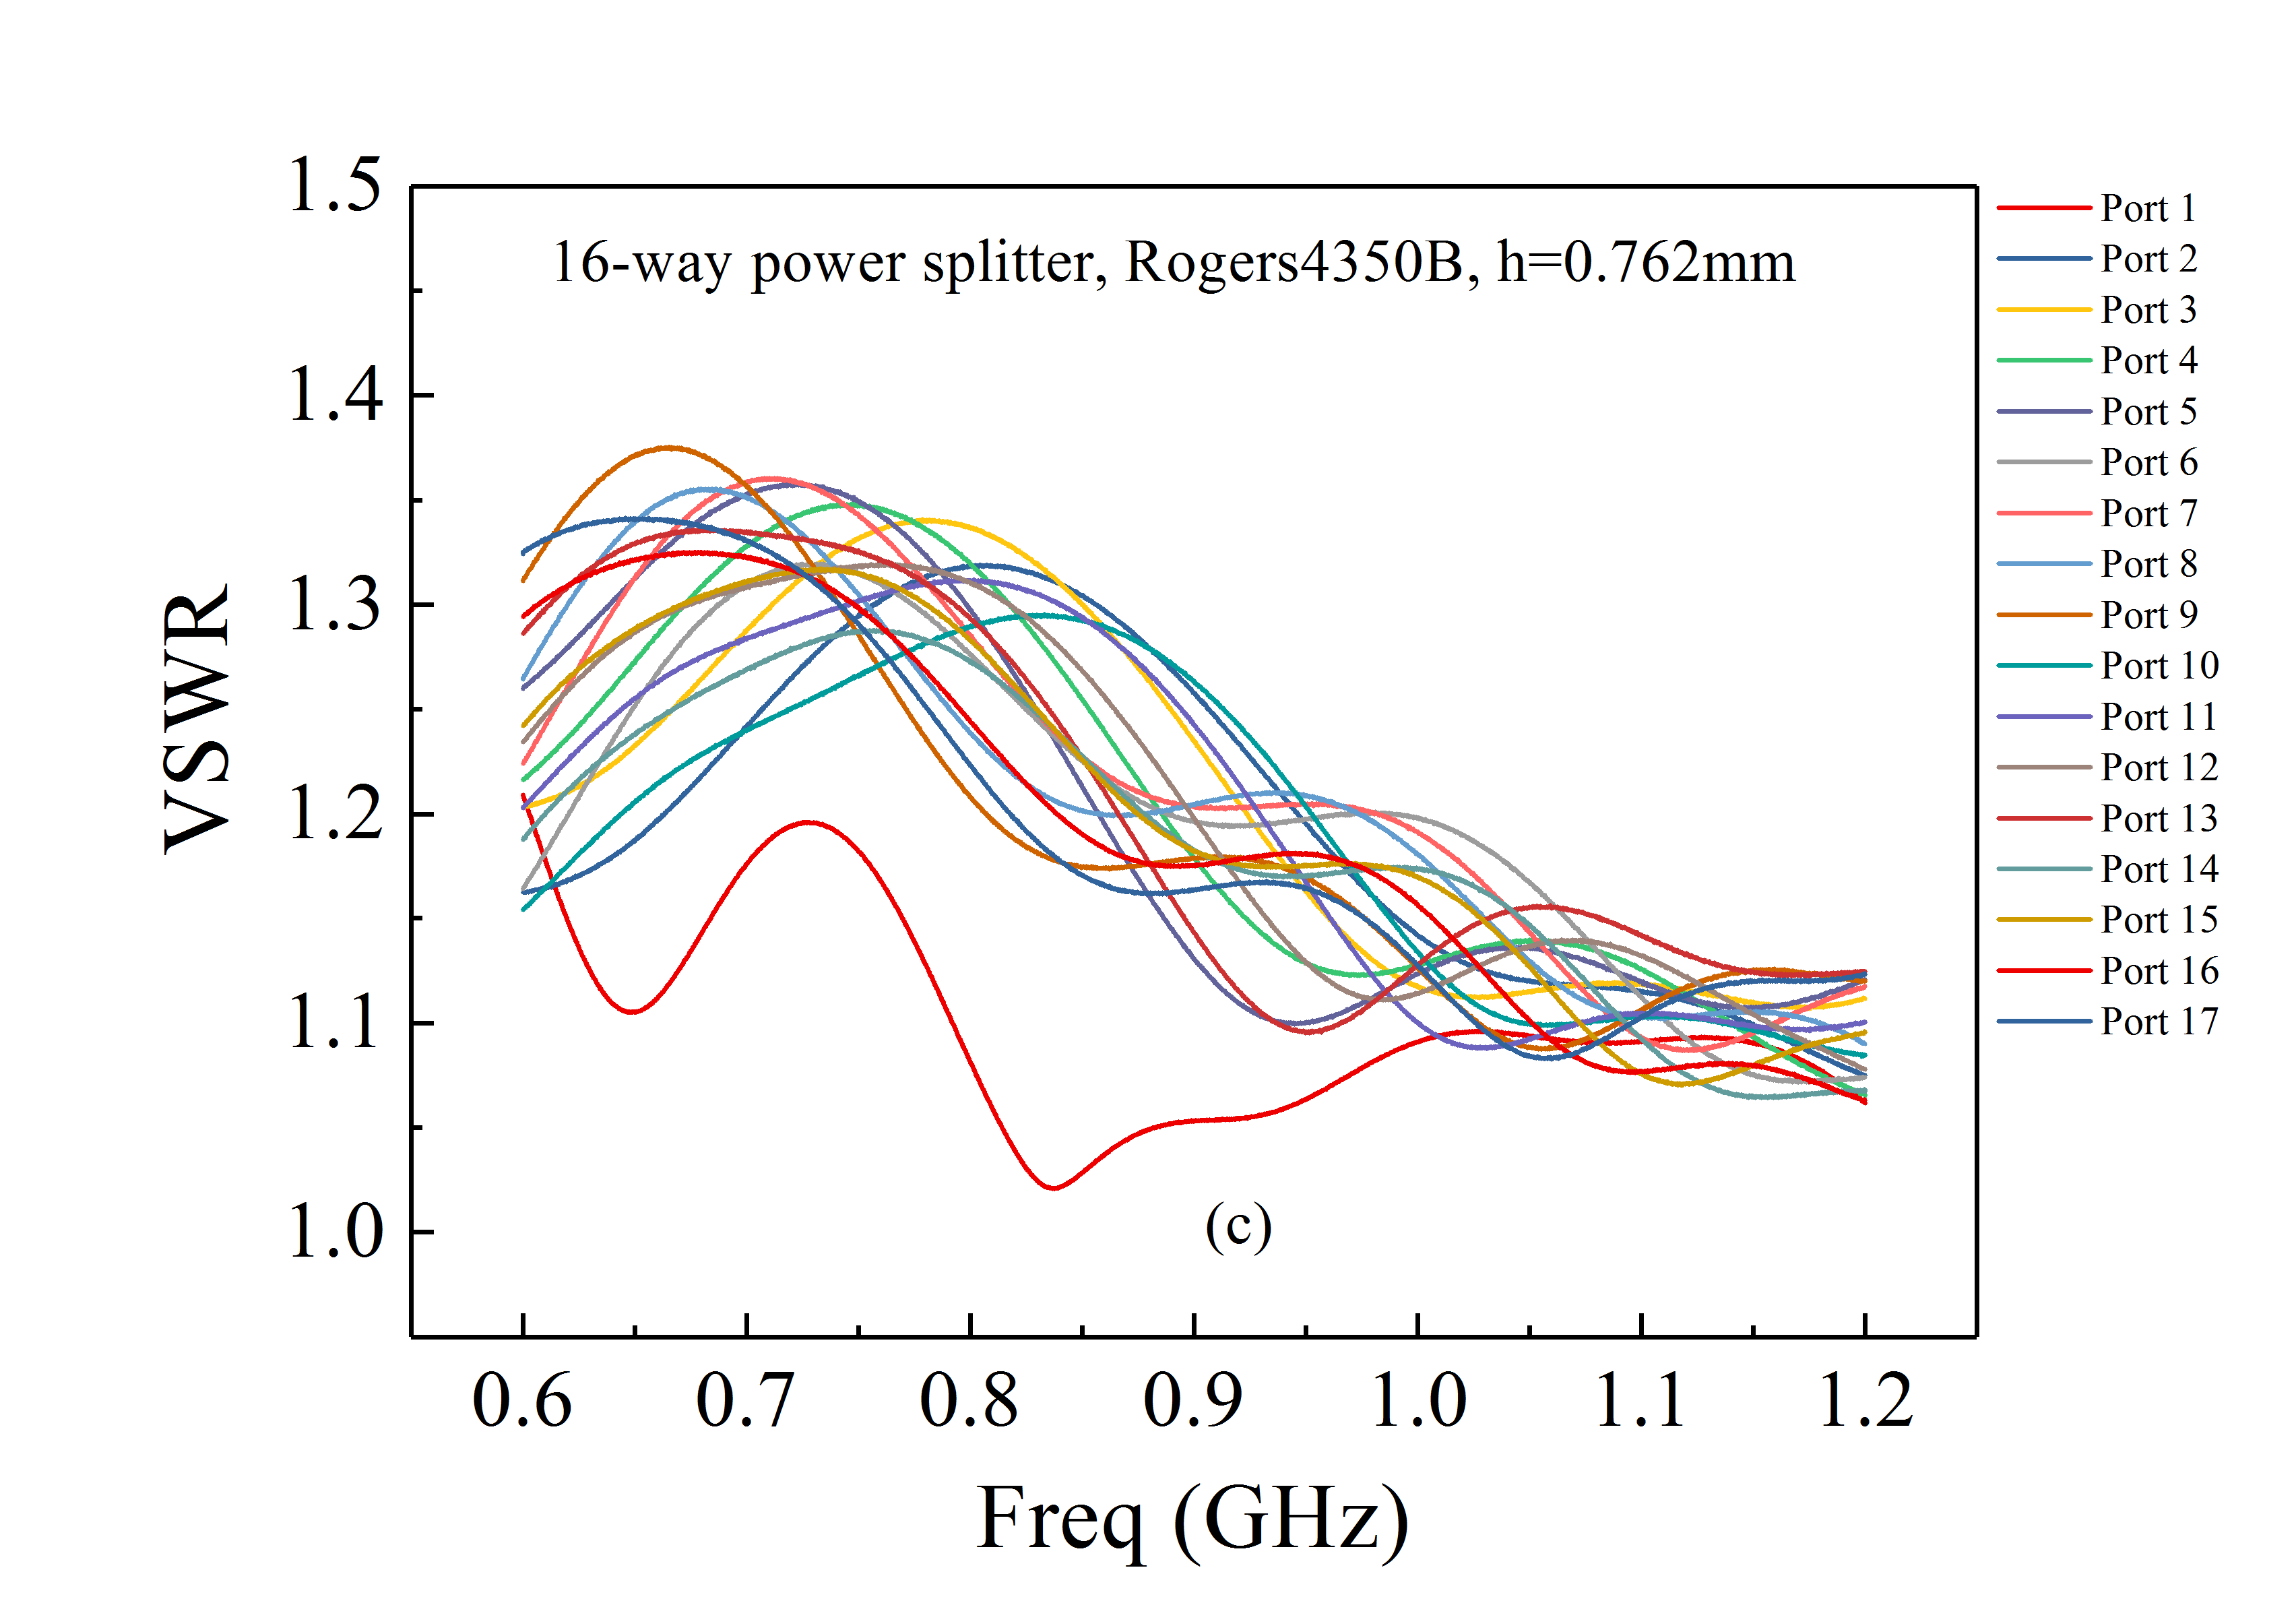 1.5
1.4
1.3
1.2
1.1
1.0
VSWR
16-way power splitter, Rogers4350B, h=0.762mm
(c)
0.6 0.7 0.8 0.9 1.0 1.1 1.2
Freq (GHz)
Port 1
Port 2
Port 3
Port 4
Port 5
Port 6
Port 7
Port 8
Port 9
Port 10
Port 11
Port 12
Port 13
Port 14
Port 15
Port 16
Port 17